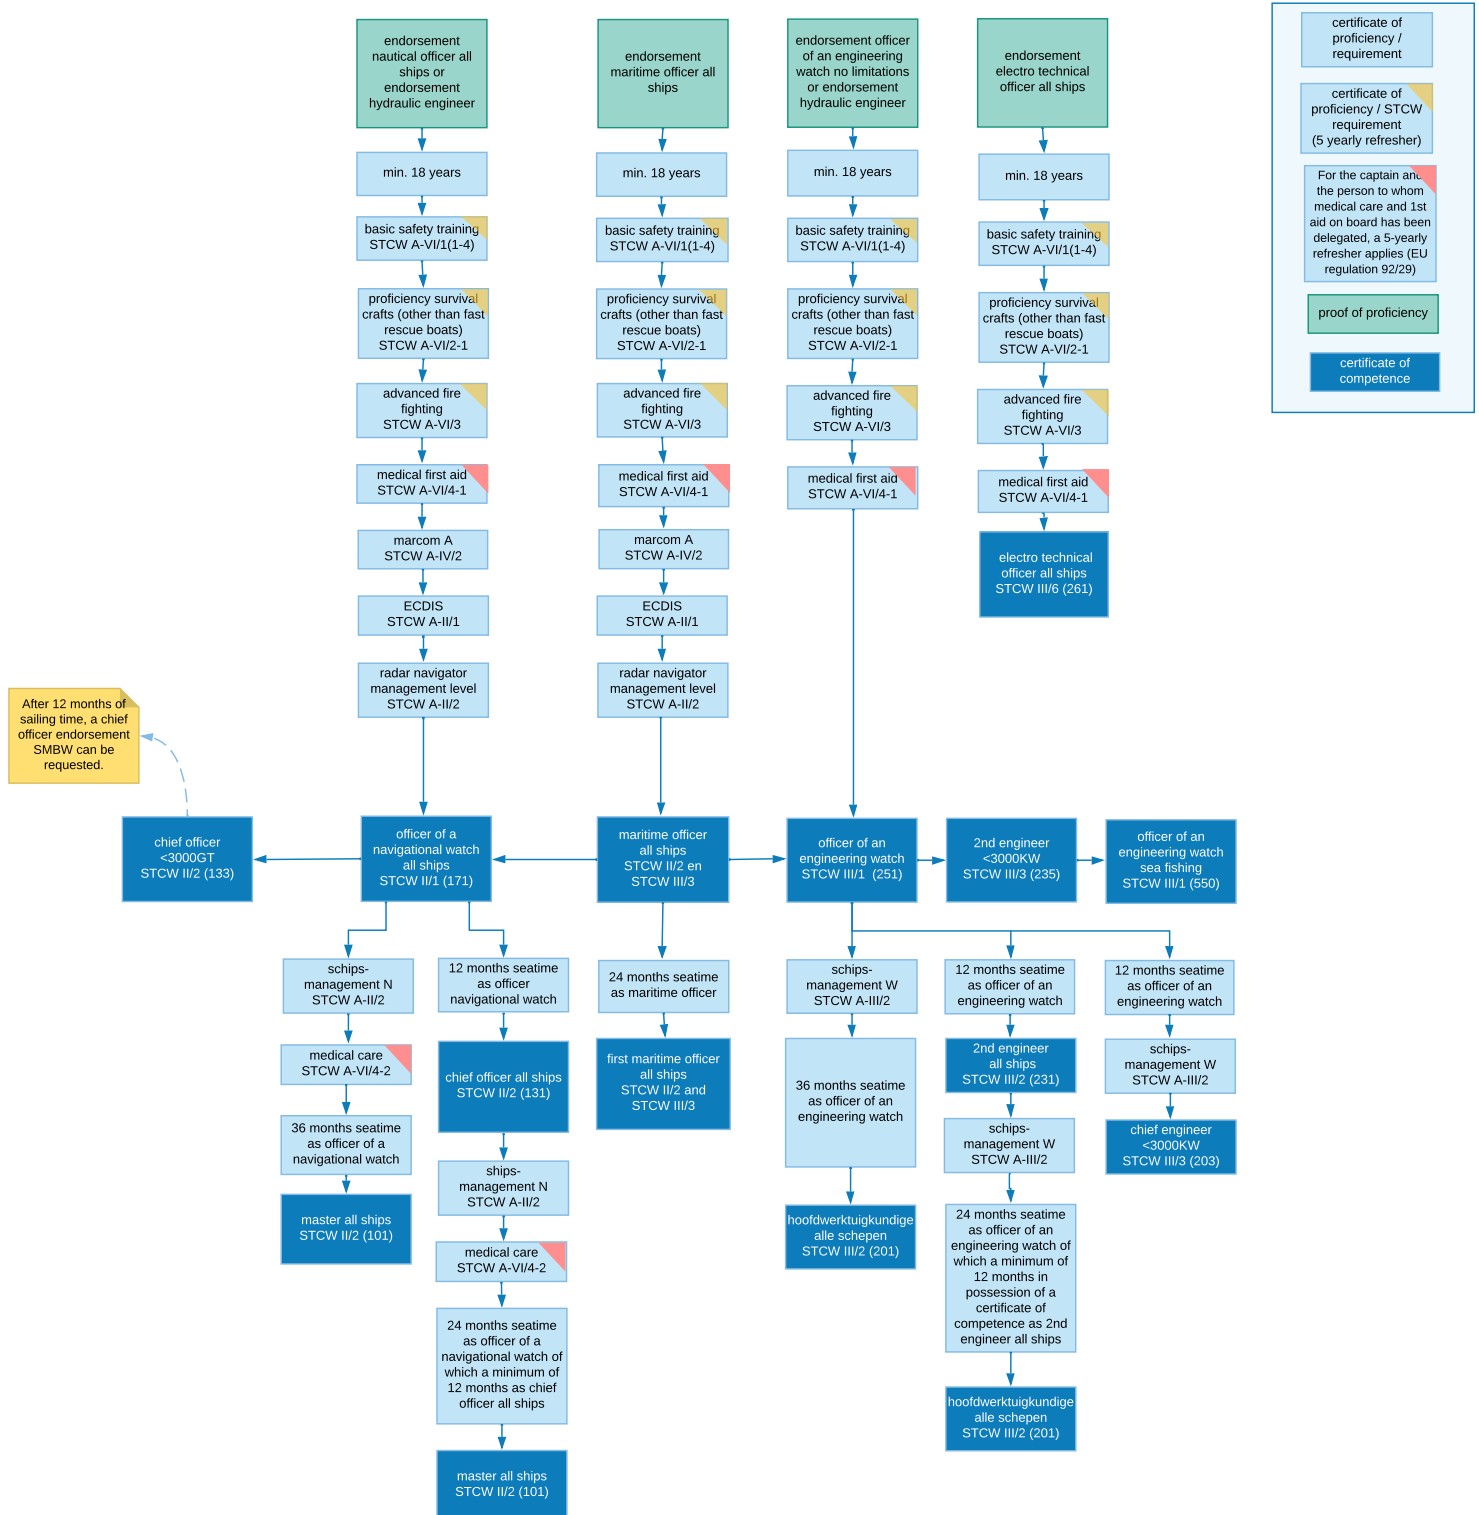 endorsement
nautical officer all
ships or
endorsement
hydraulic engineer
min. 18 years
basic safety training
STCW A-VI/1(1-4)
proficiency survival
crafts (other than fast
rescue boats)
STCW A-VI/2-1
advanced fire
fighting
STCW A-VI/3
medical first aid
STCW A-VI/4-1
marcom A
STCW A-IV/2
ECDIS
STCW A-II/1
radar navigator
management level
STCW A-II/2
endorsement
maritime officer all
ships
min. 18 years
basic safety training
STCW A-VI/1(1-4)
proficiency survival
crafts (other than fast
rescue boats)
STCW A-VI/2-1
advanced fire
fighting
STCW A-VI/3
medical first aid
STCW A-VI/4-1
marcom A
STCW A-IV/2
ECDIS
STCW A-II/1
radar navigator
management level
STCW A-II/2
endorsement officer
of an engineering
watch no limitations
or endorsement
hydraulic engineer
min. 18 years
basic safety training
STCW A-VI/1(1-4)
proficiency survival
crafts (other than fast
rescue boats)
STCW A-VI/2-1
advanced fire
fighting
STCW A-VI/3
medical first aid
STCW A-VI/4-1
endorsement
electro technical
officer all ships
min. 18 years
basic safety training
STCW A-VI/1(1-4)
proficiency survival
crafts (other than fast
rescue boats)
STCW A-VI/2-1
advanced fire
fighting
STCW A-VI/3
medical first aid
STCW A-VI/4-1
electro technical
officer all ships
STCW III/6 (261)
certificate of
proficiency /
requirement
certificate of
proficiency / STCW
requirement
(5 yearly refresher)
For the captain and
the person to whom
medical care and 1st
aid on board has been
delegated, a 5-yearly
refresher applies (EU
regulation 92/29)
proof of proficiency
certificate of
competence
After 12 months of
sailing time, a chief
officer endorsement
SMBW can be
requested.
chief officer
<3000GT
STCW II/2 (133)
officer of a
navigational watch
all ships
STCW II/1 (171)
maritime officer
all ships
STCW II/2 en
STCW III/3
officer of an
engineering watch
STCW III/1 (251)
2nd engineer
<3000KW
STCW III/3 (235)
officer of an
engineering watch
sea fishing
STCW III/1 (550)
schips-
management N
STCW A-II/2
medical care
STCW A-VI/4-2
36 months seatime
as officer of a
navigational watch
master all ships
STCW II/2 (101)
12 months seatime
as officer
navigational watch
chief officer all ships
STCW II/2 (131)
ships-
management N
STCW A-II/2
medical care
STCW A-VI/4-2
24 months seatime
as officer of a
navigational watch of
which a minimum of
12 months as chief
officer all ships
master all ships
STCW II/2 (101)
24 months seatime
as maritime officer
first maritime officer
all ships
STCW II/2 and
STCW III/3
schips-
management W
STCW A-III/2
36 months seatime
as officer of an
engineering watch
hoofdwerktuigkundige
alle schepen
STCW III/2 (201)
12 months seatime
as officer of an
engineering watch
2nd engineer
all ships
STCW III/2 (231)
schips-
management W
STCW A-III/2
24 months seatime
as officer of an
engineering watch of
which a minimum of
12 months in
possession of a
certificate of
competence as 2nd
engineer all ships
hoofdwerktuigkundige
alle schepen
STCW III/2 (201)
12 months seatime
as officer of an
engineering watch
schips-
management W
STCW A-III/2
chief engineer
<3000KW
STCW III/3 (203)